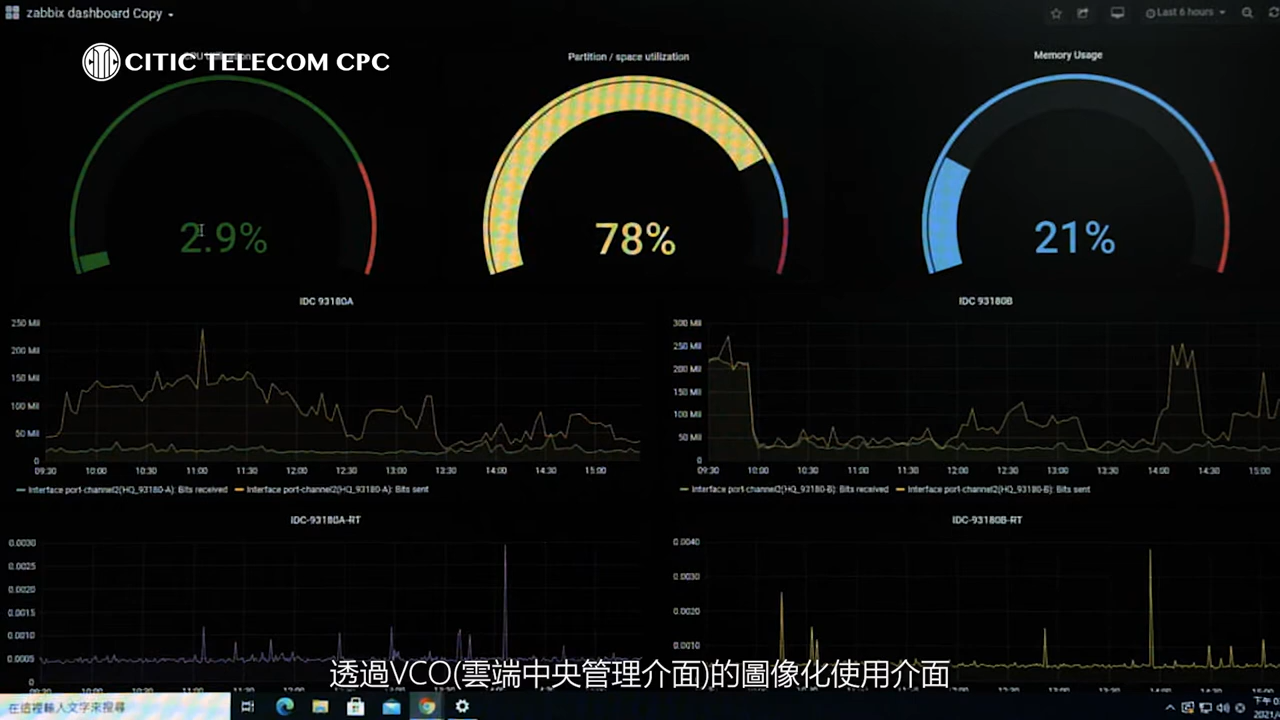 zabbix dashboard Copy
Last 6 hours
CITIC TELECOM CPC
Partition / space utilization
Memory Usage
2.9%
78%
21%
IDC 93180A
IDC 93180B
250 Mil
200 Mil
150 Mil
100 Mil
50 Mil
0
09:30 10:00 10:30 11:00 11:30 12:00 12:30 13:00 13:30 14:00 14:30 15:00
Interface port-channel2(HQ_93180-A): Bits received Interface port-channel2(HQ_93180-A): Bits sent
300 Mil
250 Mil
200 Mil
150 Mil
100 Mil
50 Mil
0
09:30 10:00 10:30 11:00 11:30 12:00 12:30 13:00 13:30 14:00 14:30 15:00
Interface port-channel2(HQ_93180-B): Bits received Interface port-channel2(HQ_93180-B): Bits sent
IDC-93180A-RT
IDC-93180B-RT
0.0030
0.0025
0.0020
0.0015
0.0010
0.0005
0
0.0040
0.0030
0.0020
0.0010
透過VCO(雲端中央管理介面)的圖像化使用介面
在這裡輸入文字來搜尋
下午